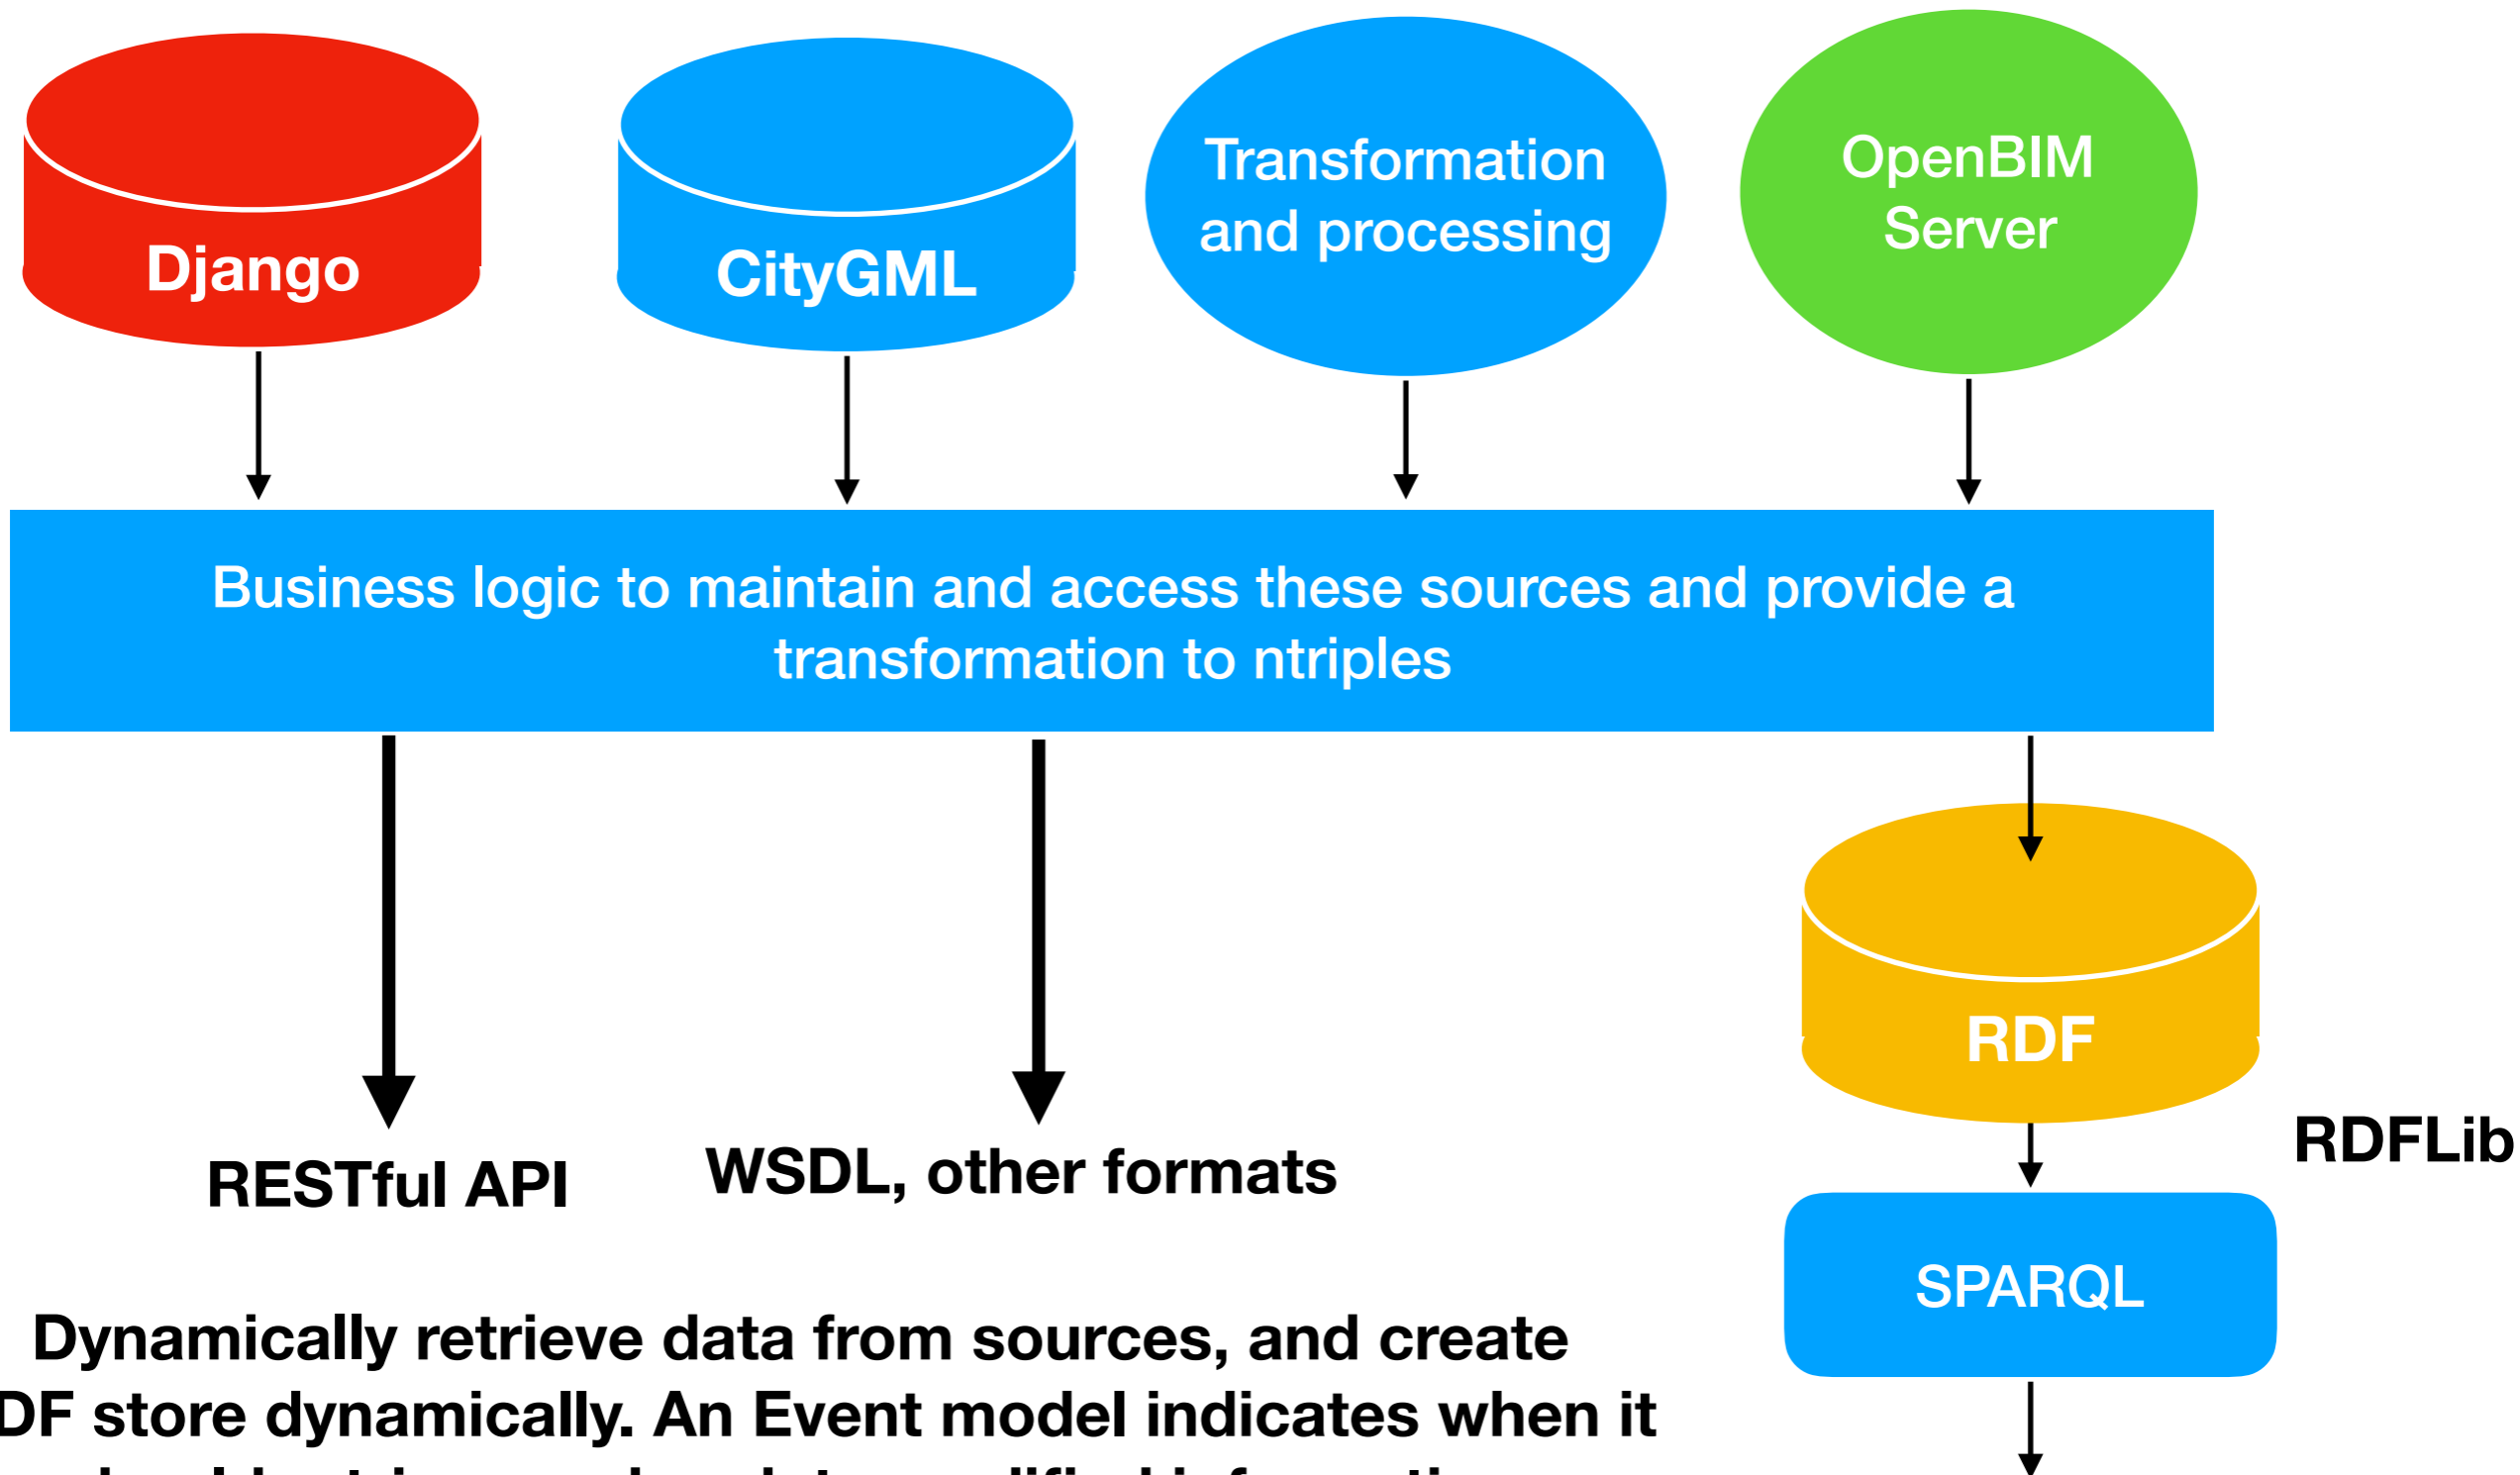 Django
CityGML
Transformation
and processing
OpenBIM
Server
Business logic to maintain and access these sources and provide a
transformation to ntriples
RDF
RDFLib
RESTful API
WSDL, other formats
SPARQL
Dynamically retrieve data from sources, and create
DF store dynamically. An Event model indicates when it